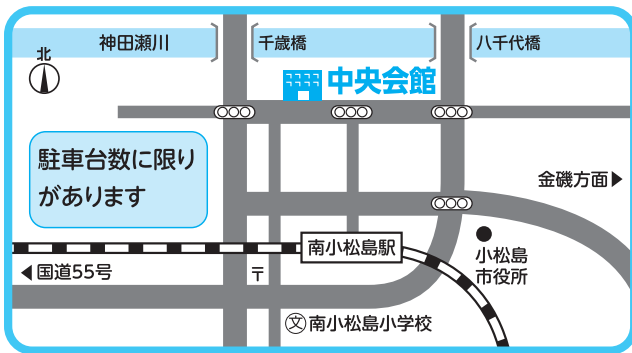 神田瀬川
千歳橋
八千代橋
北
中央会館
駐車台数に限り
があります
金磯方面▶
南小松島駅
小松島
市役所
◀国道55号
〒
文 南小松島小学校